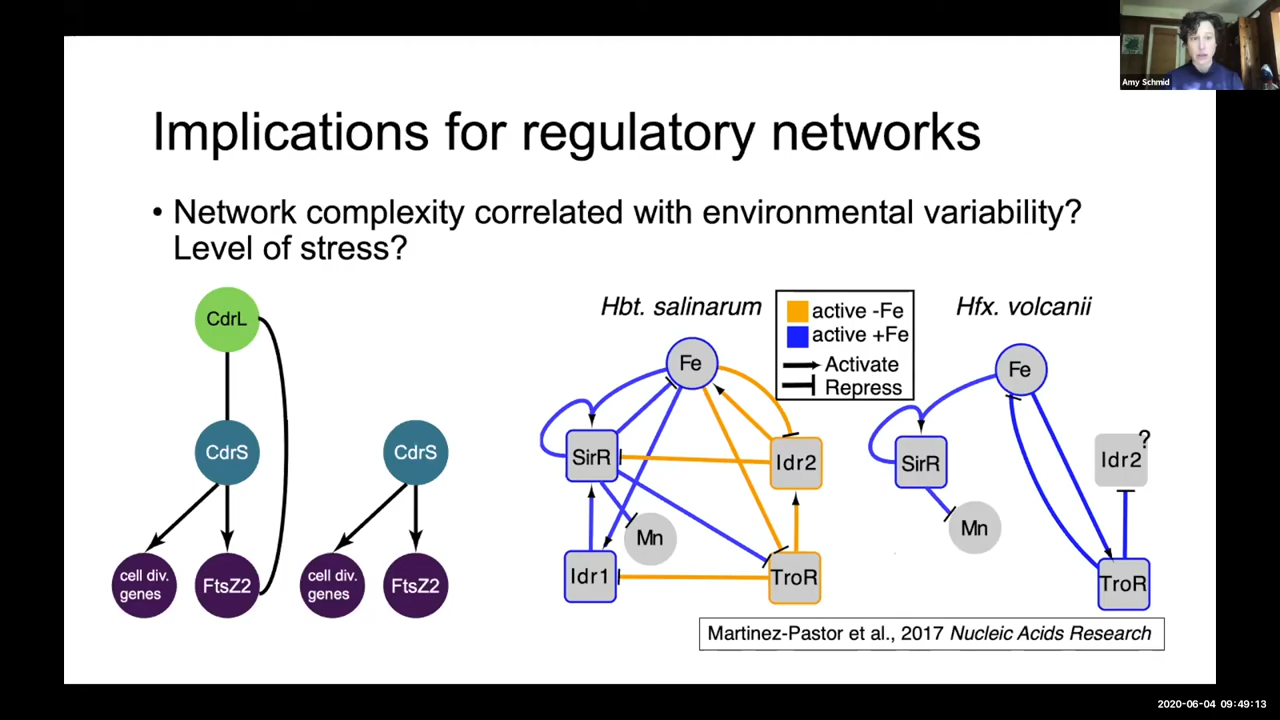 Amy Schmid
Implications for regulatory networks
• Network complexity correlated with environmental variability?
Level of stress?
CdrL
CdrS
cell div.
genes
FtsZ2
CdrS
cell div.
genes
FtsZ2
Hbt. salinarum
active -Fe
active +Fe
Activate
Repress
Hfx. volcanii
Fe
SirR
Idr2
Mn
Idr1
TroR
Fe
SirR
Mn
?
Idr2
TroR
Martinez-Pastor et al., 2017 Nucleic Acids Research
2020-06-04 09:49:13